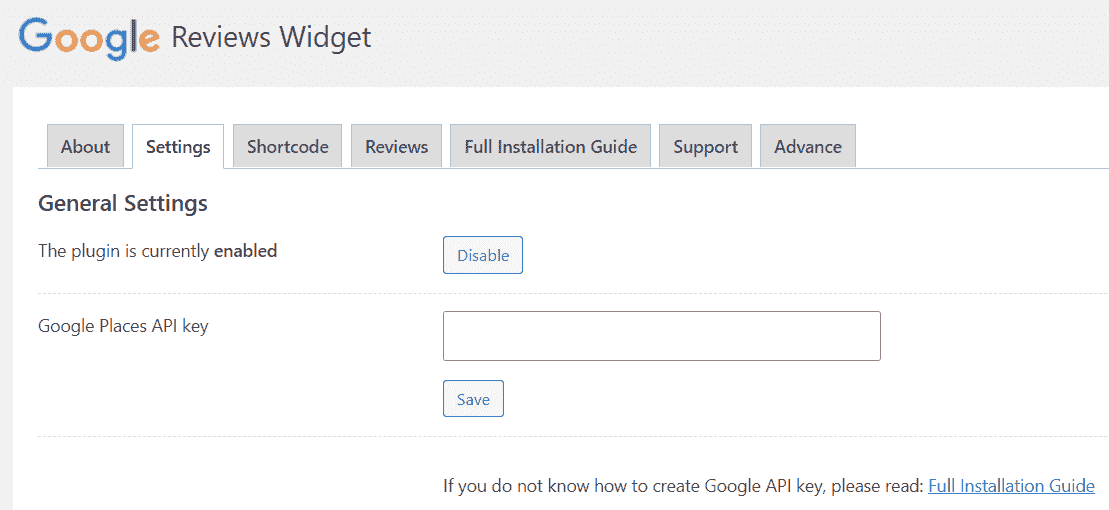 Google Reviews Widget
About Settings Shortcode Reviews Full Installation Guide Support Advance
General Settings
The plugin is currently enabled Disable
Google Places API key
Save
If you do not know how to create Google API key, please read: Full Installation Guide